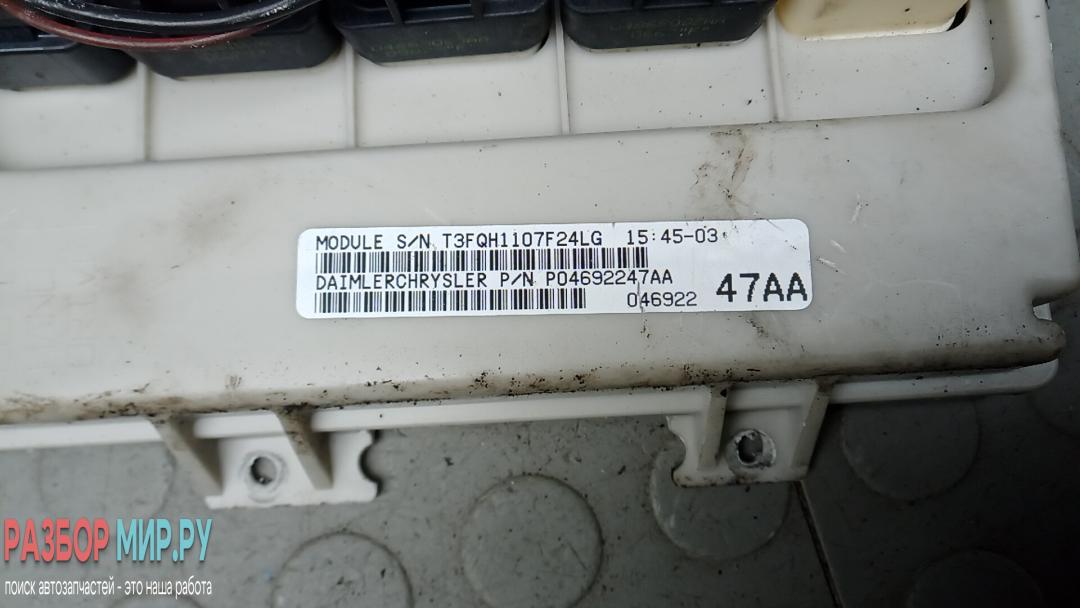 MODULE S/N T3FQH1107F24LG 15:45-03
DAIMLERCHRYSLER P/N P04692247AA
046922 47AA
РАЗБОР МИР.РУ
поиск автозапчастей - это наша работа